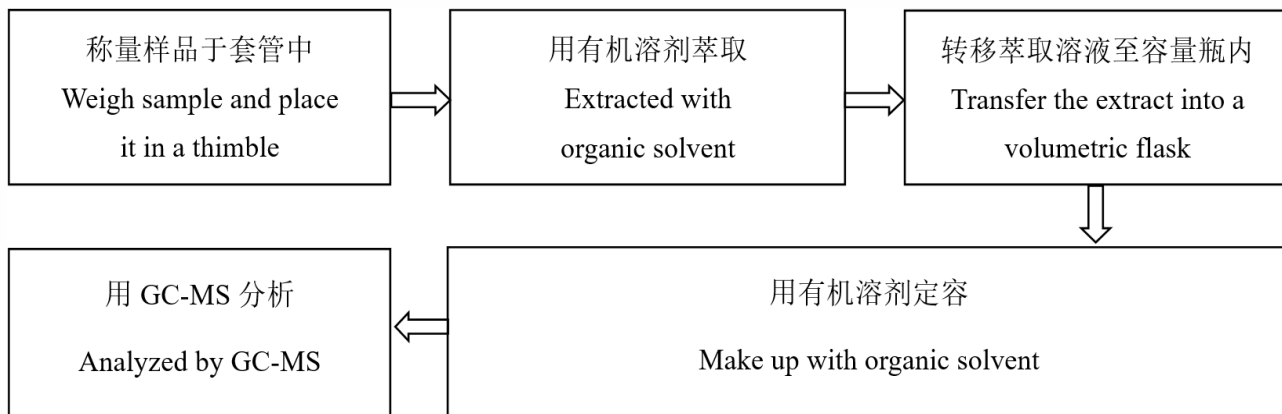 称量样品于套管中
Weigh sample and place
it in a thimble
用有机溶剂萃取
Extracted with
organic solvent
转移萃取溶液至容量瓶内
Transfer the extract into a
volumetric flask
用有机溶剂定容
Make up with organic solvent
用 GC-MS 分析
Analyzed by GC-MS